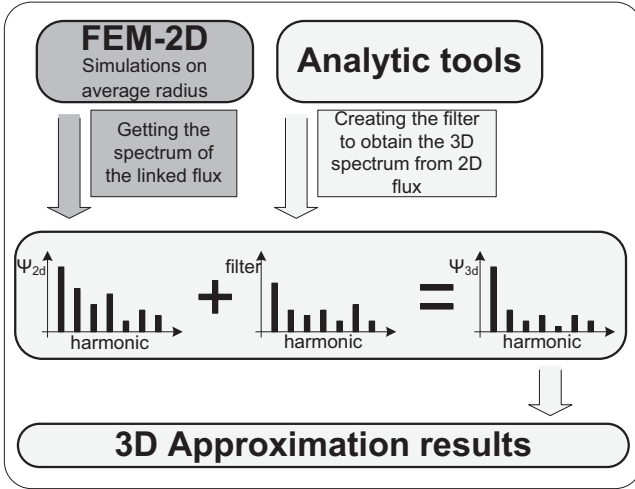 FEM-2D
Simulations on
average radius
Analytic tools
Getting the
spectrum of
the linked flux
Creating the filter
to obtain the 3D
spectrum from 2D
flux
Ψ2d
harmonic
+
filter
harmonic
=
Ψ3d
harmonic
3D Approximation results